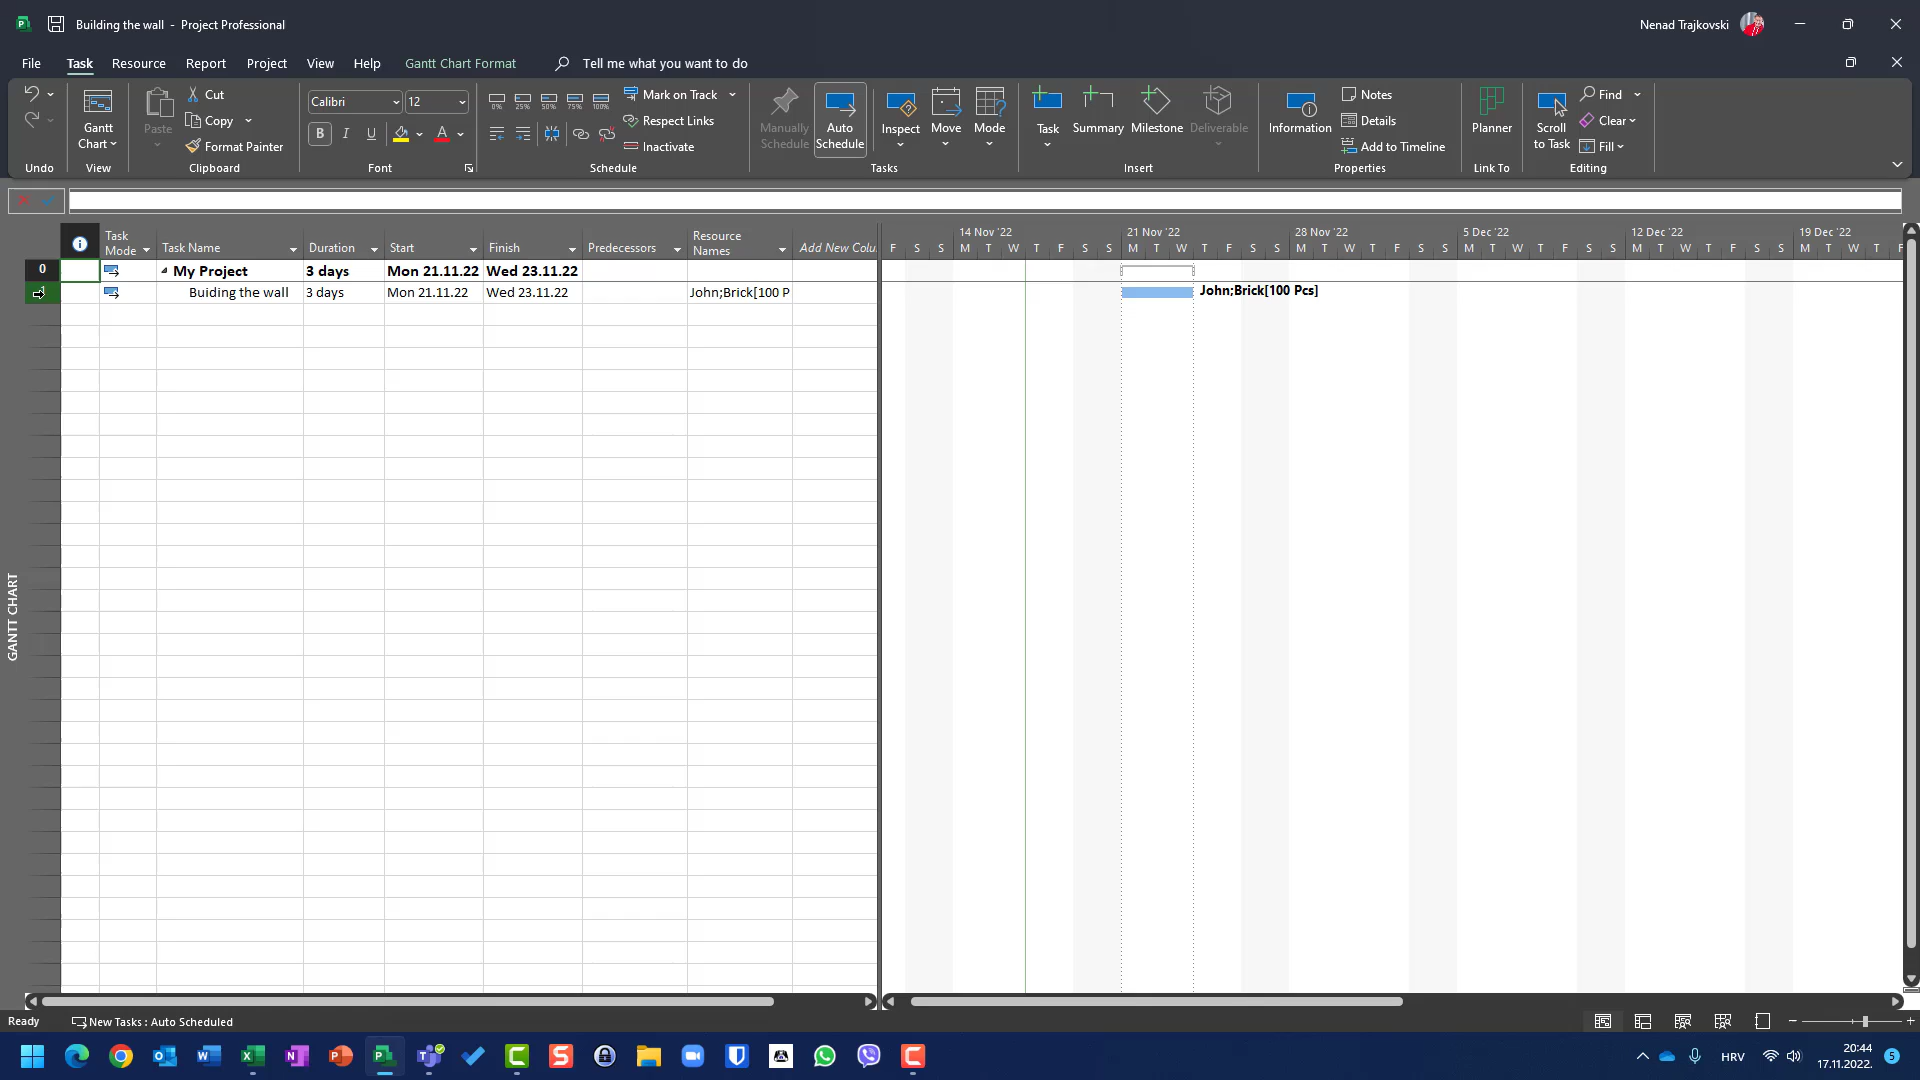 Building the wall - Project Professional
Nenad Trajkovski
File Task Resource Report Project View Help Gantt Chart Format Tell me what you want to do
Gantt
Chart
Paste
Cut
Copy
Format Painter
Calibri 12
B I U A
0% 25% 50% 75% 100%
Mark on Track
Respect Links
Inactivate
Manually
Schedule
Auto
Schedule
Inspect
Move
Mode
Task
Summary
Milestone
Deliverable
Information
Notes
Details
Add to Timeline
Planner
Scroll
to Task
Find
Clear
Fill
Undo View Clipboard Font Schedule Tasks Insert Properties Link To Editing
Task
Mode
Task Name
Duration
Start
Finish
Predecessors
Resource
Names
Add New Colu
14 Nov '22 21 Nov '22 28 Nov '22 5 Dec '22 12 Dec '22 19 Dec '22
F S S M T W T F S S M T W T F S S M T W T F S S M T W T F S S M T W T F S S M T W T F
0 My Project 3 days Mon 21.11.22 Wed 23.11.22
1 Buiding the wall 3 days Mon 21.11.22 Wed 23.11.22 John;Brick[100 P
John;Brick[100 Pcs]
GANTT CHART
Ready New Tasks : Auto Scheduled
HRV
20:44
17.11.2022.
5